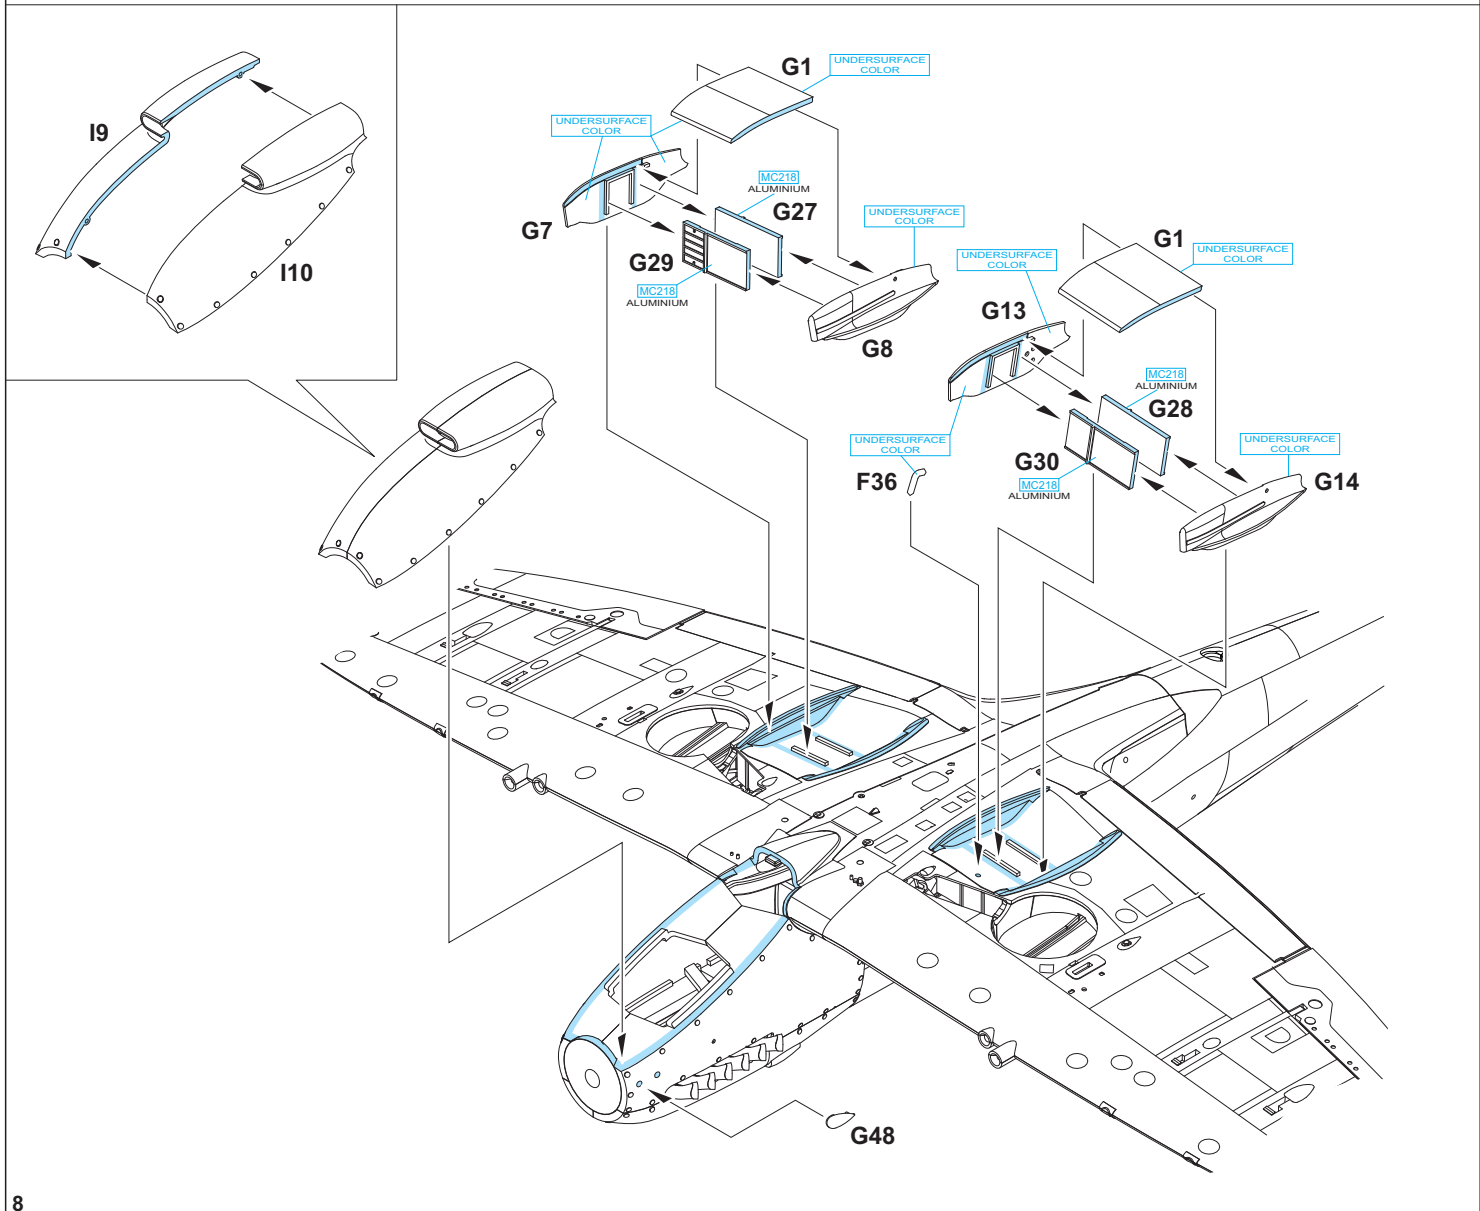 I9
I10
G1
UNDERSURFACE
COLOR
UNDERSURFACE
COLOR
G7
MC218
ALUMINIUM
G27
G29
MC218
ALUMINIUM
UNDERSURFACE
COLOR
G8
G1
UNDERSURFACE
COLOR
UNDERSURFACE
COLOR
G13
MC218
ALUMINIUM
G28
UNDERSURFACE
COLOR
F36
G30
MC218
ALUMINIUM
UNDERSURFACE
COLOR
G14
G48
8